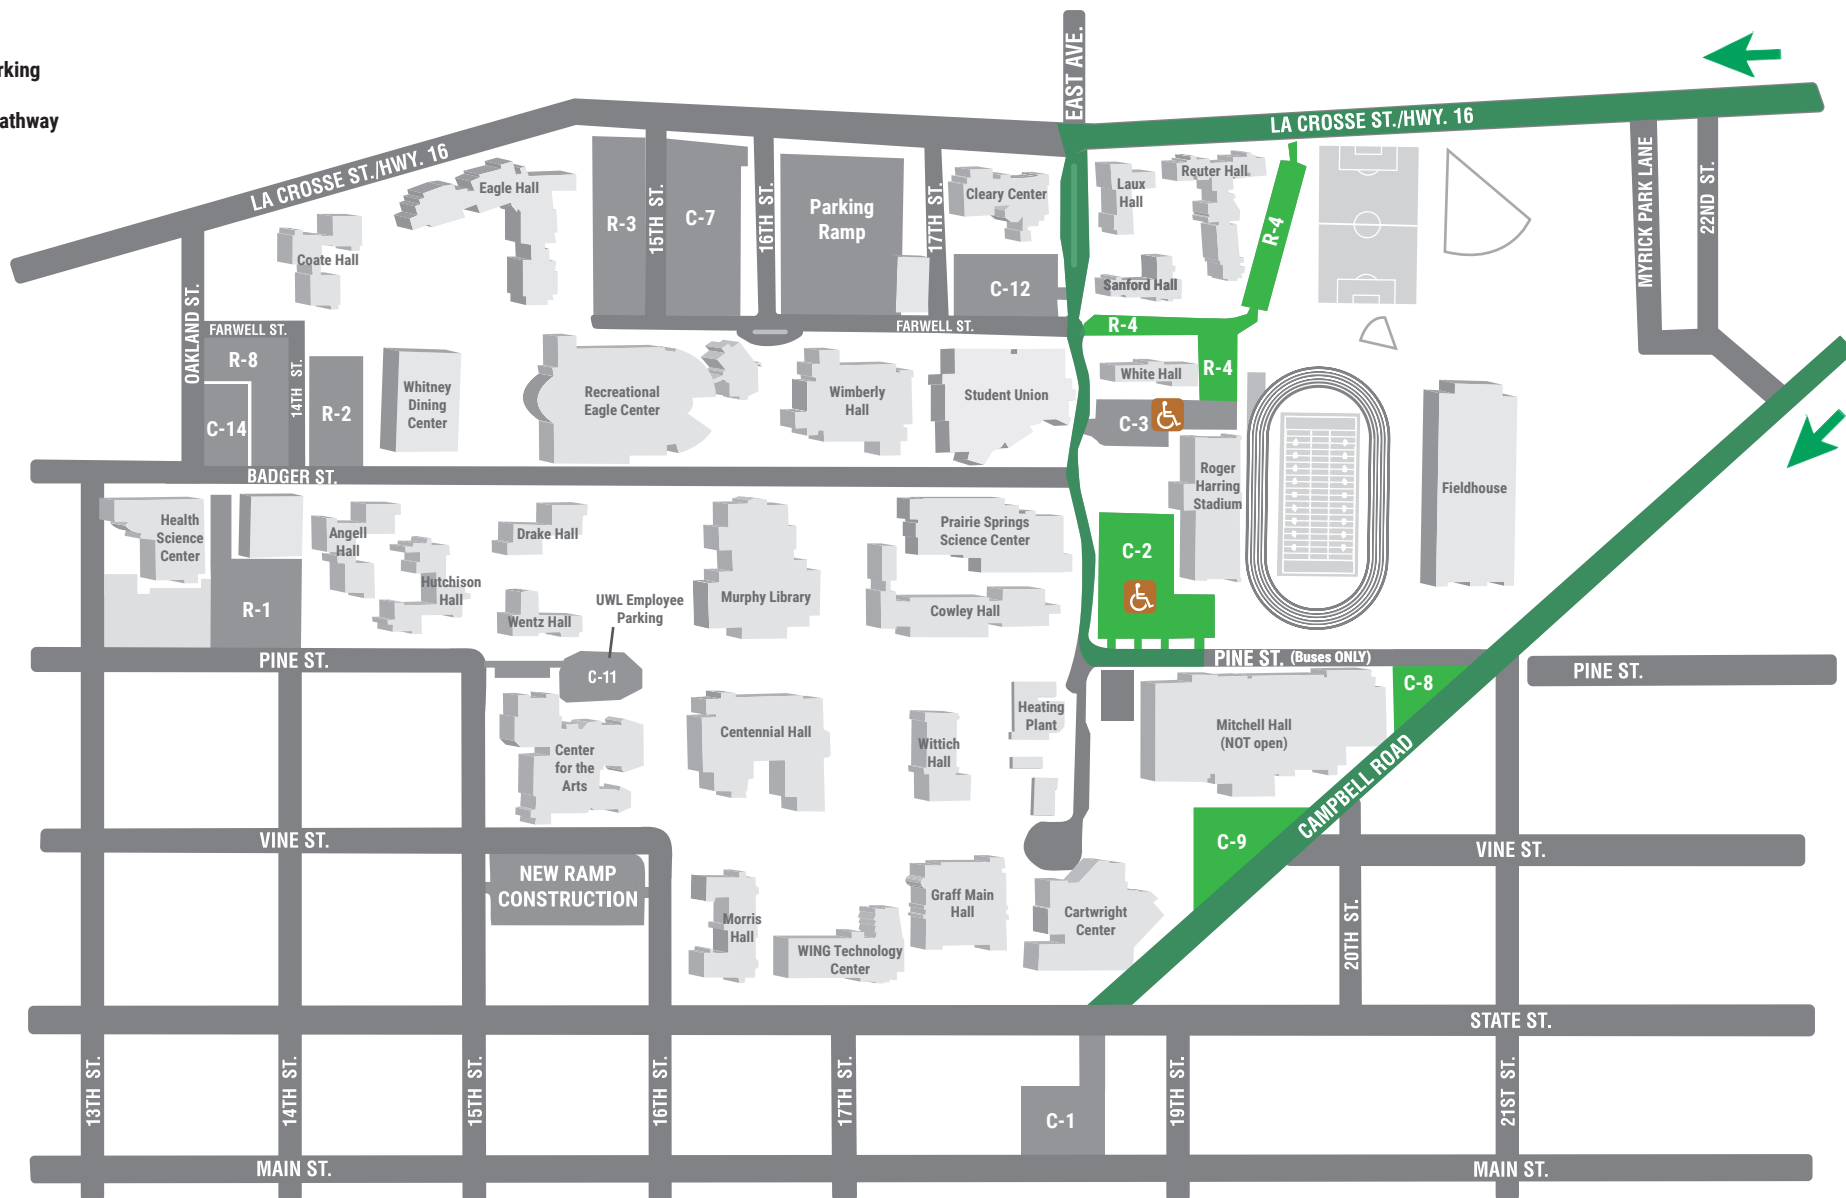 rking
athway
EAST AVE.
LA CROSSE ST./HWY. 16
LA CROSSE ST./HWY. 16
MYRICK PARK LANE
22ND ST.
Eagle Hall
Coate Hall
R-3
15TH ST.
C-7
16TH ST.
Parking
Ramp
17TH ST.
Cleary Center
C-12
Laux
Hall
Reuter Hall
R-4
Sanford Hall
OAKLAND ST.
FARWELL ST.
FARWELL ST.
R-4
R-8
C-14
14TH ST.
R-2
Whitney
Dining
Center
Recreational
Eagle Center
Wimberly
Hall
Student Union
White Hall
R-4
C-3
Roger
Harring
Stadium
Fieldhouse
BADGER ST.
Health
Science
Center
Angell
Hall
Hutchison
Hall
Drake Hall
Wentz Hall
UWL Employee
Parking
Murphy Library
Prairie Springs
Science Center
Cowley Hall
C-2
R-1
PINE ST.
C-11
PINE ST. (Buses ONLY)
PINE ST.
C-8
Center
for the
Arts
Centennial Hall
Wittich
Hall
Heating
Plant
Mitchell Hall
(NOT open)
CAMPBELL ROAD
VINE ST.
C-9
VINE ST.
NEW RAMP
CONSTRUCTION
Morris
Hall
WING Technology
Center
Graff Main
Hall
Cartwright
Center
20TH ST.
STATE ST.
13TH ST.
14TH ST.
15TH ST.
16TH ST.
17TH ST.
C-1
19TH ST.
21ST ST.
MAIN ST.
MAIN ST.